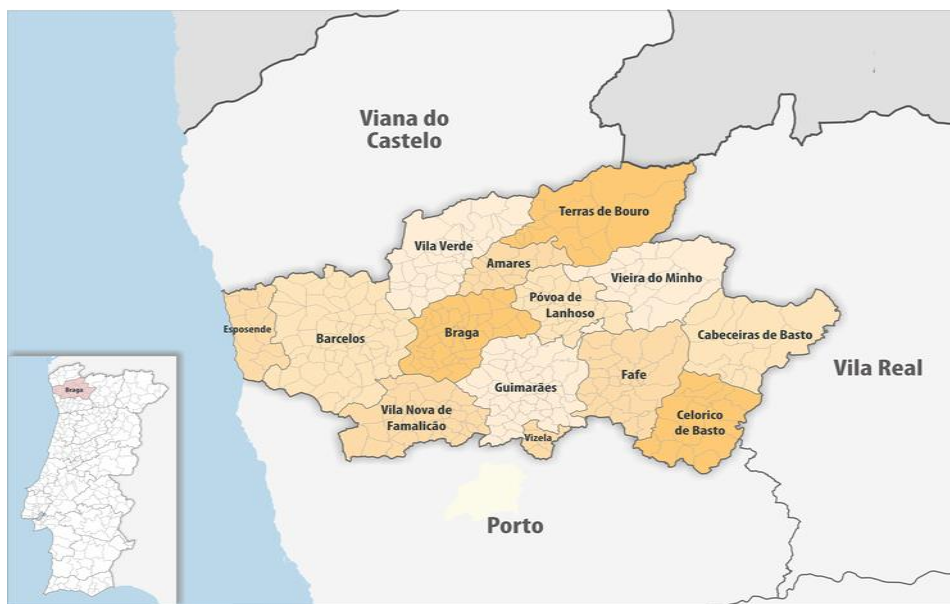 Viana do
Castelo
Terras de Bouro
Vila Verde
Amares
Vieira do Minho
Póvoa de
Lanhoso
Esposende
Barcelos
Braga
Cabeceiras de Basto
Guimarães
Fafe
Vila Real
Vila Nova de
Famalicão
Celorico
de Basto
Vizela
Porto
Braga